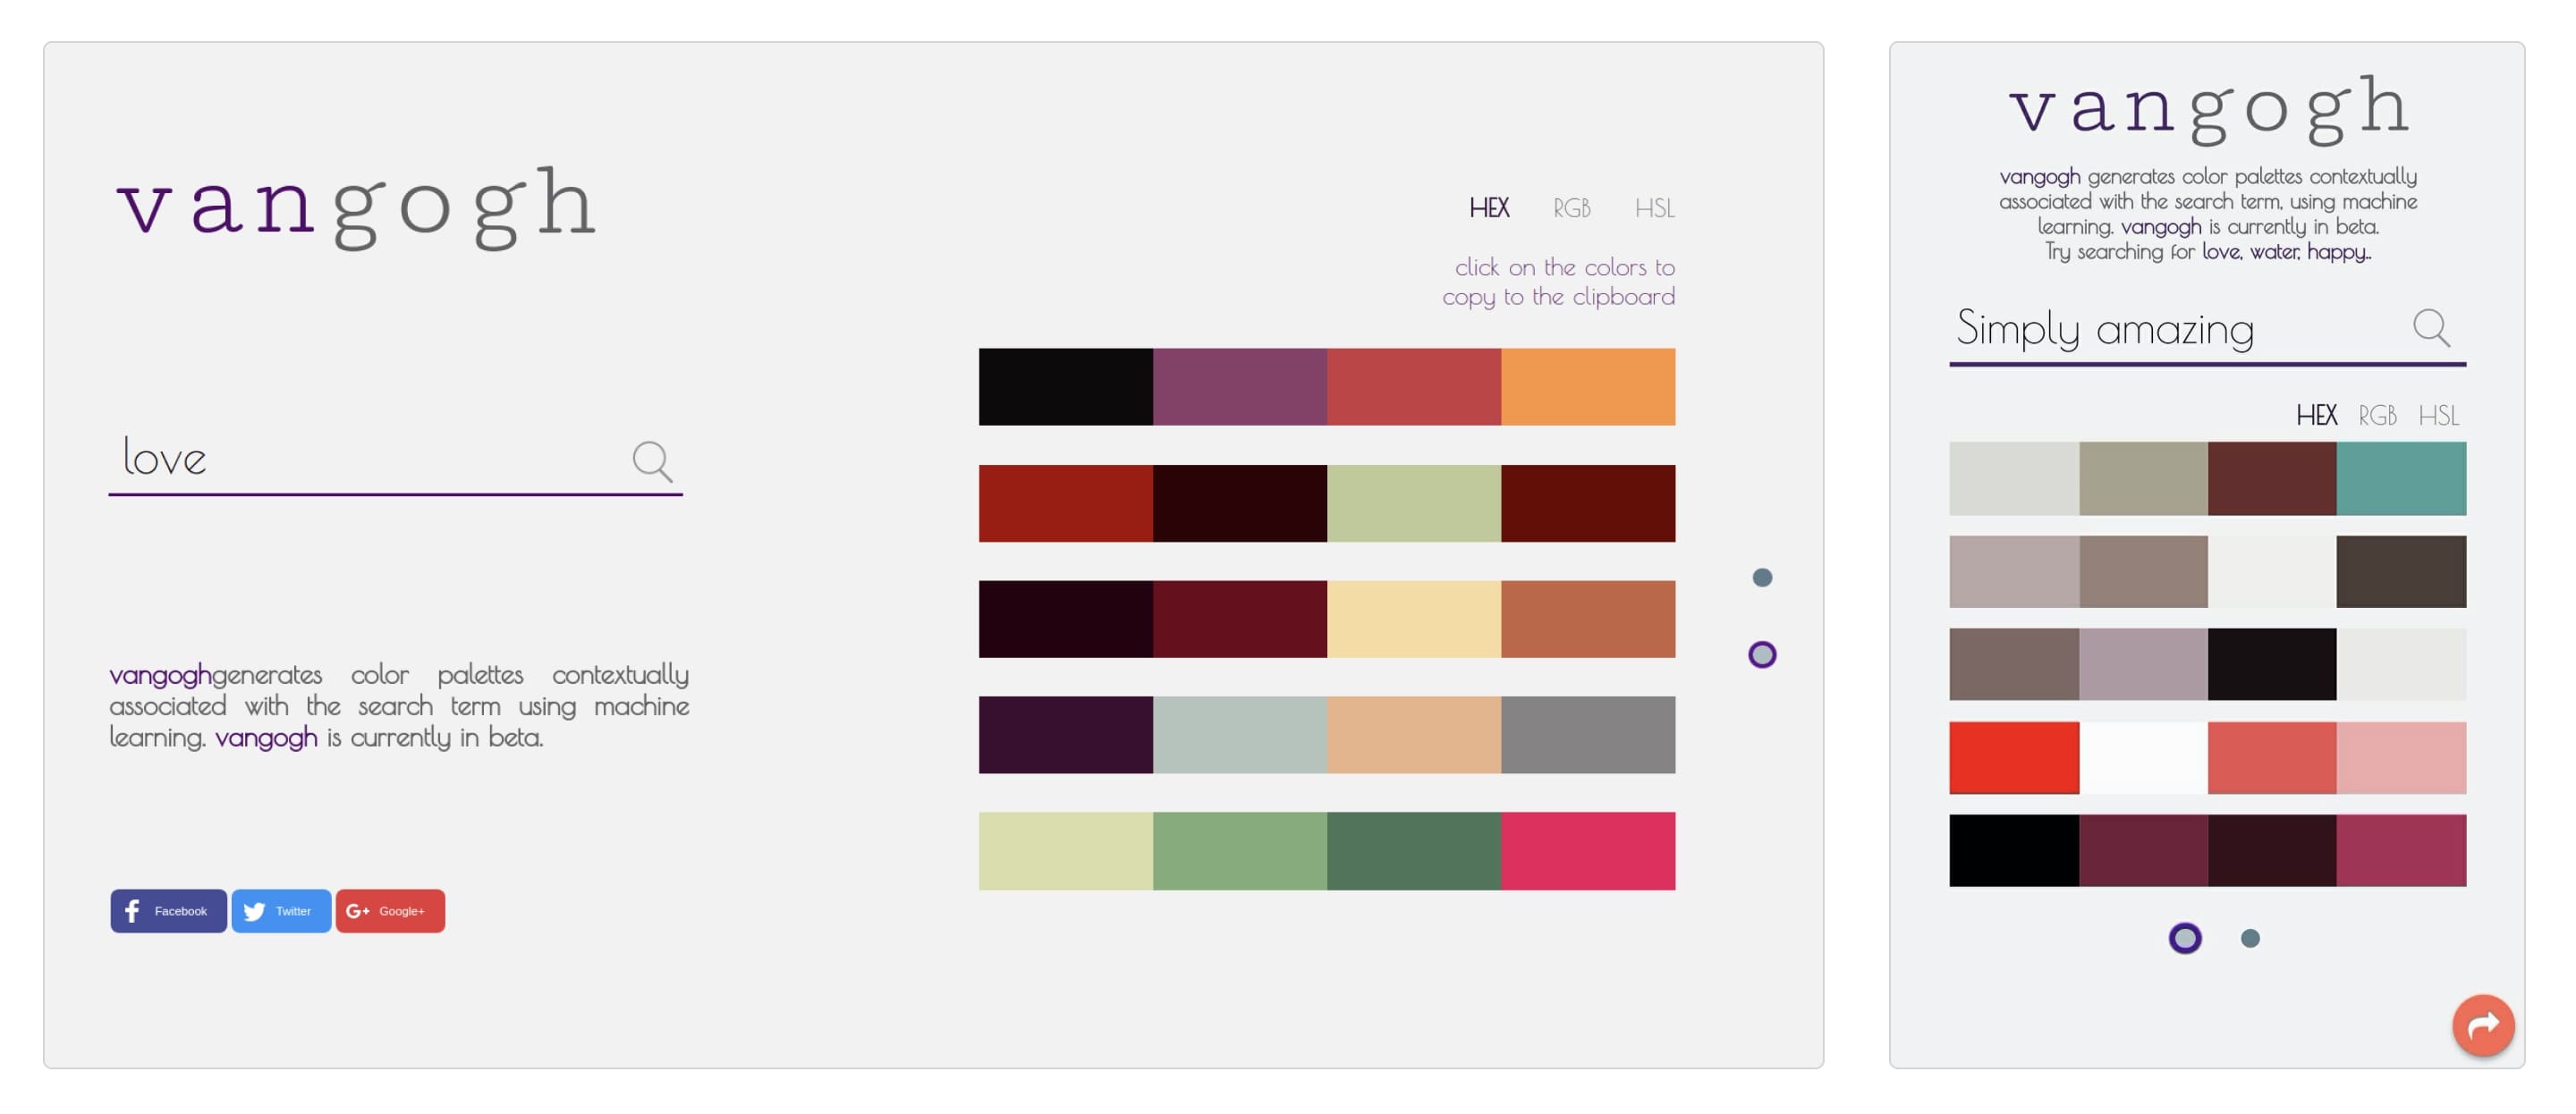 vangogh
love
vangoghgenerates color palettes contextually
associated with the search term using machine
learning. vangogh is currently in beta.
Facebook Twitter Google+
HEX RGB HSL
click on the colors to
copy to the clipboard
vangogh
vangogh generates color palettes contextually
associated with the search term, using machine
learning. vangogh is currently in beta.
Try searching for love, water, happy..
Simply amazing
HEX RGB HSL